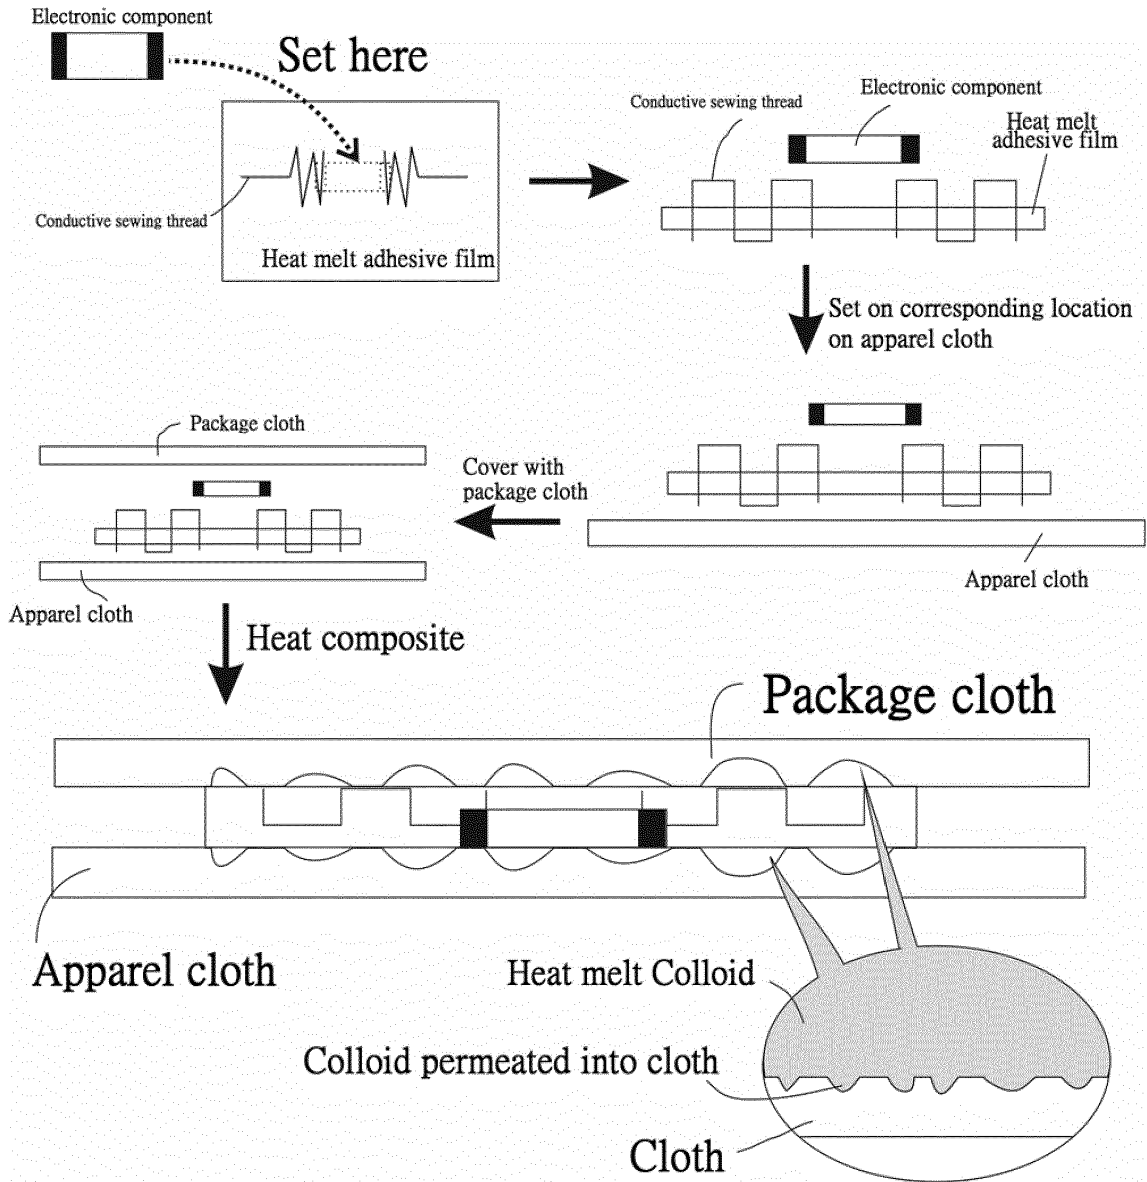 Electronic component
Set here
Conductive sewing thread
Heat melt adhesive film
Conductive sewing thread
Electronic component
Heat melt
adhesive film
Set on corresponding location
on apparel cloth
Package cloth
Cover with
package cloth
Apparel cloth
Apparel cloth
Heat composite
Package cloth
Apparel cloth
Heat melt Colloid
Colloid permeated into cloth
Cloth